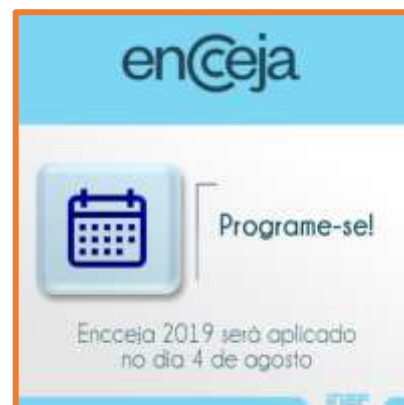 encceja
Programe-se!
Encceja 2019 será aplicado
no dia 4 de agosto